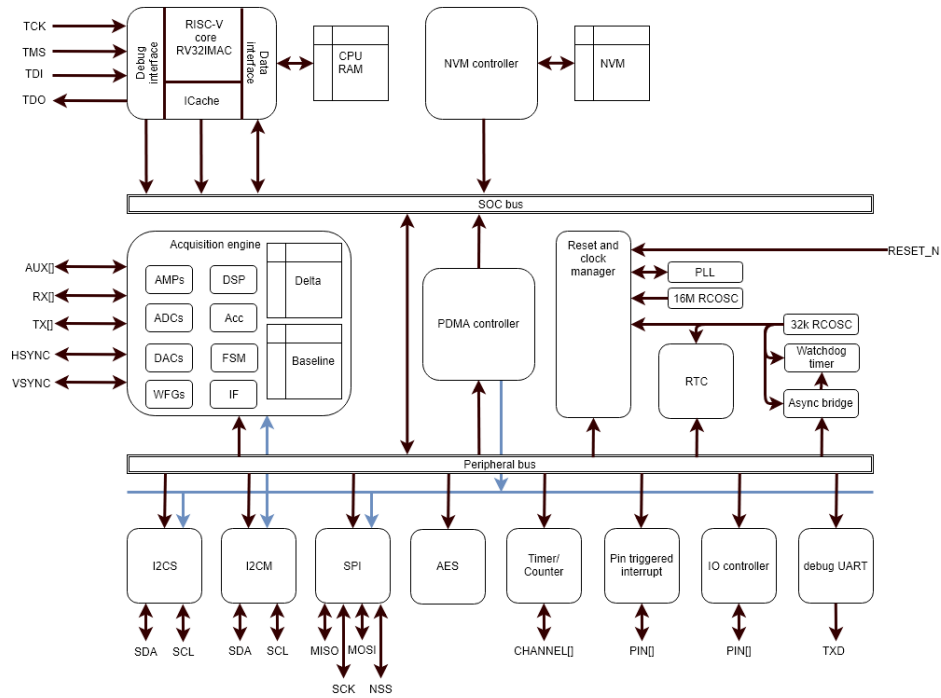 TCK
TMS
TDI
TDO
Debug
interface
RISC-V
core
RV32IMAC
ICache
Data
interface
CPU
RAM
NVM controller
NVM
SOC bus
Acquisition engine
AUX[]
RX[]
TX[]
HSYNC
VSYNC
AMPs
DSP
ADCs
Acc
DACs
FSM
WFGs
IF
Delta
Baseline
PDMA controller
Reset and
clock
manager
RESET_N
PLL
16M RCOSC
32k RCOSC
RTC
Watchdog
timer
Async bridge
Peripheral bus
I2CS
I2CM
SPI
AES
Timer/
Counter
Pin triggered
interrupt
IO controller
debug UART
SDA
SCL
SDA
SCL
MISO
MOSI
SCK
NSS
CHANNEL[]
PIN[]
PIN[]
TXD